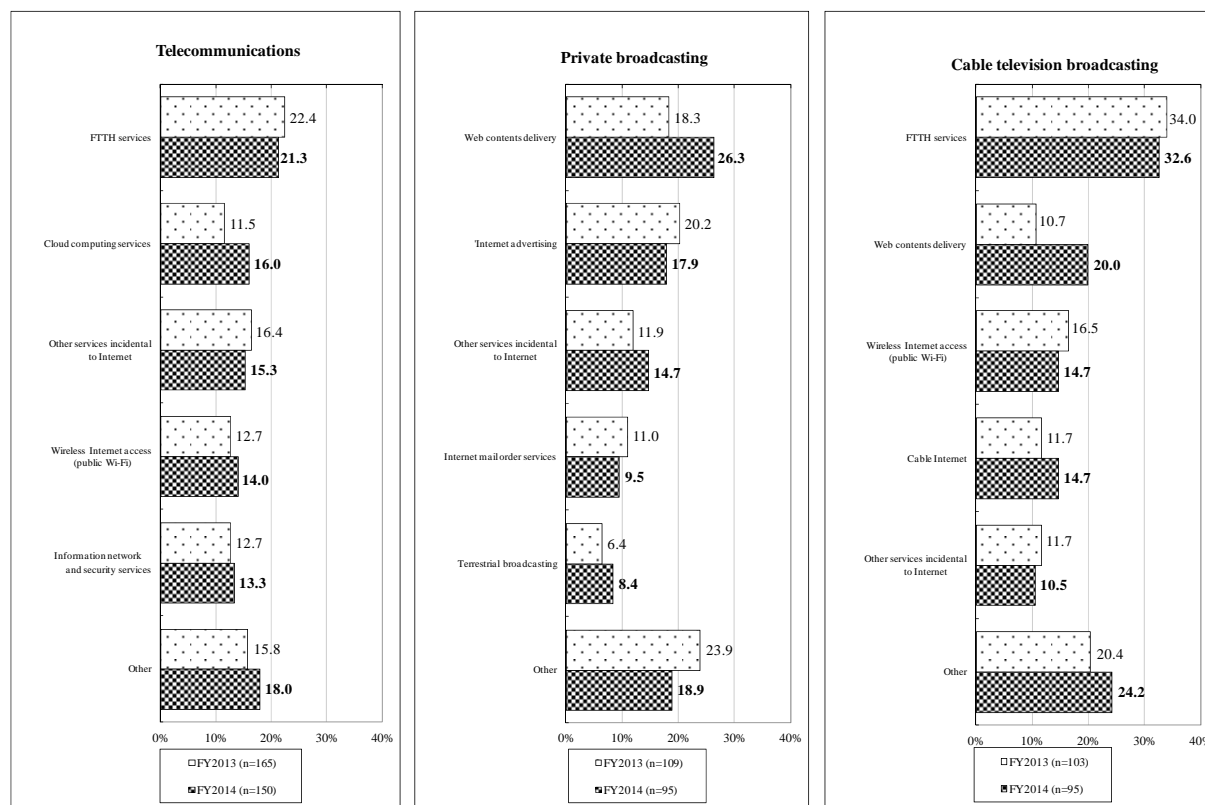 Telecommunications
FTTH services
22.4
21.3
Cloud computing services
11.5
16.0
Other services incidental
to Internet
16.4
15.3
Wireless Internet access
(public Wi-Fi)
12.7
14.0
Information network
and security services
12.7
13.3
Other
15.8
18.0
0% 10% 20% 30% 40%
FY2013 (n=165)
FY2014 (n=150)
Private broadcasting
Web contents delivery
18.3
26.3
'Internet advertising
20.2
17.9
Other services incidental
to Internet
11.9
14.7
Internet mail order services
11.0
9.5
Terrestrial broadcasting
6.4
8.4
Other
23.9
18.9
0% 10% 20% 30% 40%
FY2013 (n=109)
FY2014 (n=95)
Cable television broadcasting
FTTH services
34.0
32.6
Web contents delivery
10.7
20.0
Wireless Internet access
(public Wi-Fi)
16.5
14.7
Cable Internet
11.7
14.7
Other services incidental
to Internet
11.7
10.5
Other
20.4
24.2
0% 10% 20% 30% 40%
FY2013 (n=103)
FY2014 (n=95)